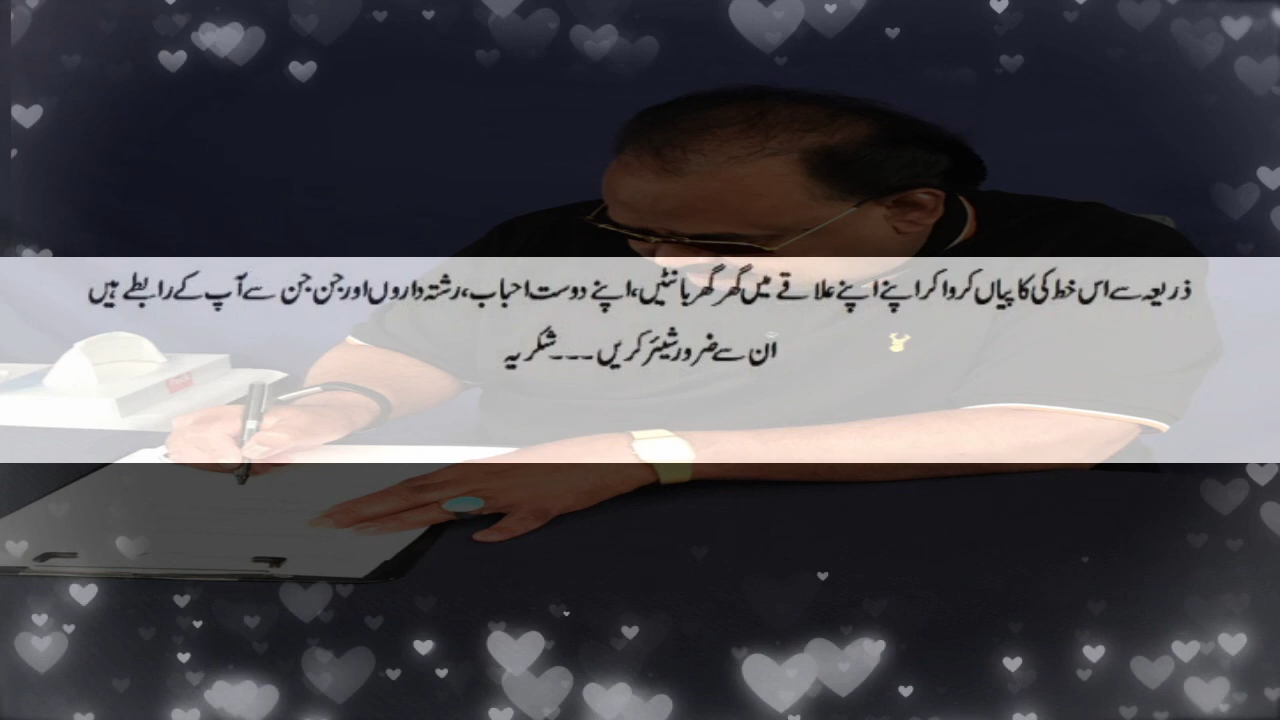 ذریعہ سے اس خط کی کاپیاں کروا کر اپنے اپنے علاقے میں گھر گھر بانٹیں، اپنے دوست احباب، رشتہ داروں اور جن جن سے آپ کے رابطے ہیں
اُن سے ضرور شیئر کریں ۔۔۔ شکریہ